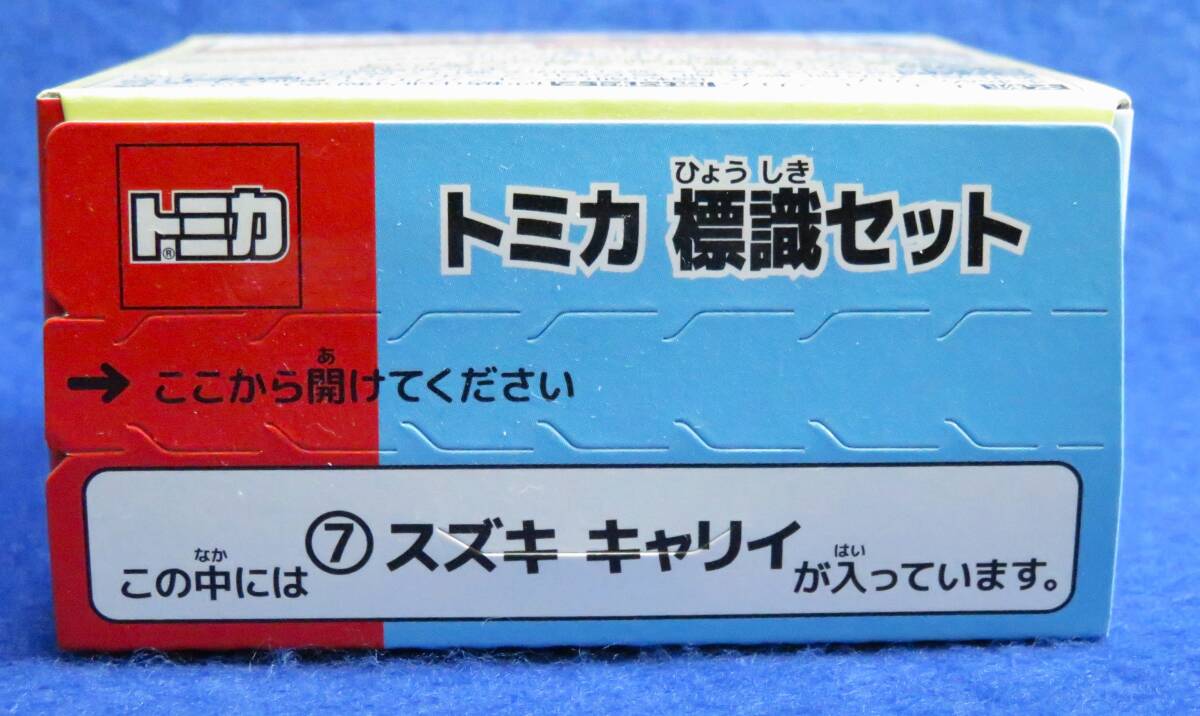 トミカ®
ひょう しき
トミカ 標識セット
あ
→ ここから開けてください
なか はい
この中には ⑦スズキ キャリイ が入っています。